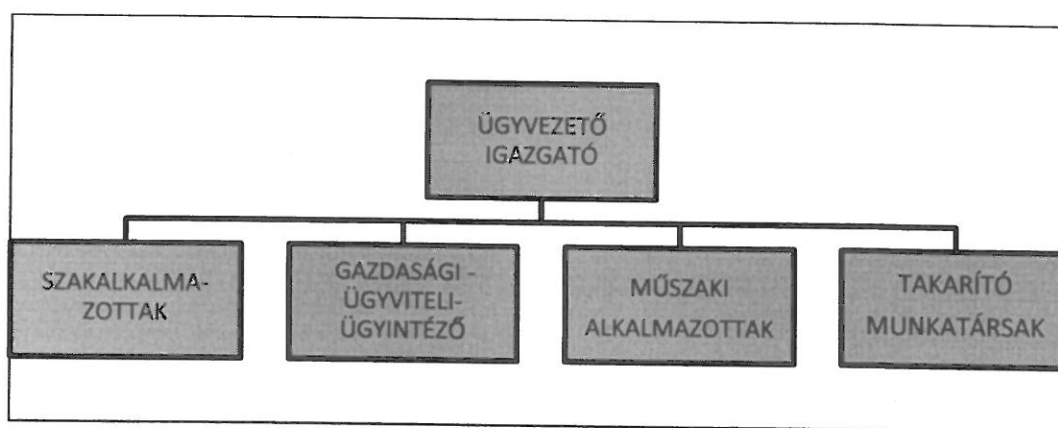 ÜGYVEZETŐ
IGAZGATÓ
SZAKALKALMA-
ZOTTAK
GAZDASÁGI -
ÜGYVITELI-
ÜGYINTÉZŐ
MŰSZAKI
ALKALMAZOTTAK
TAKARÍTÓ
MUNKATÁRSAK